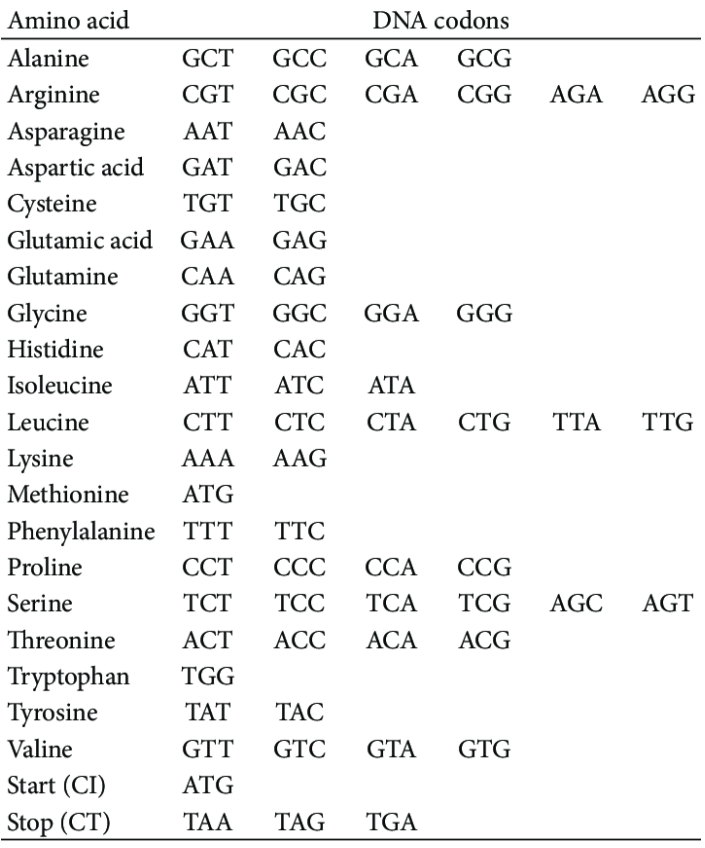 Amino acid DNA codons
Alanine GCT GCC GCA GCG
Arginine CGT CGC CGA CGG AGA AGG
Asparagine AAT AAC
Aspartic acid GAT GAC
Cysteine TGT TGC
Glutamic acid GAA GAG
Glutamine CAA CAG
Glycine GGT GGC GGA GGG
Histidine CAT CAC
Isoleucine ATT ATC ATA
Leucine CTT CTC CTA CTG TTA TTG
Lysine AAA AAG
Methionine ATG
Phenylalanine TTT TTC
Proline CCT CCC CCA CCG
Serine TCT TCC TCA TCG AGC AGT
Threonine ACT ACC ACA ACG
Tryptophan TGG
Tyrosine TAT TAC
Valine GTT GTC GTA GTG
Start (CI) ATG
Stop (CT) TAA TAG TGA